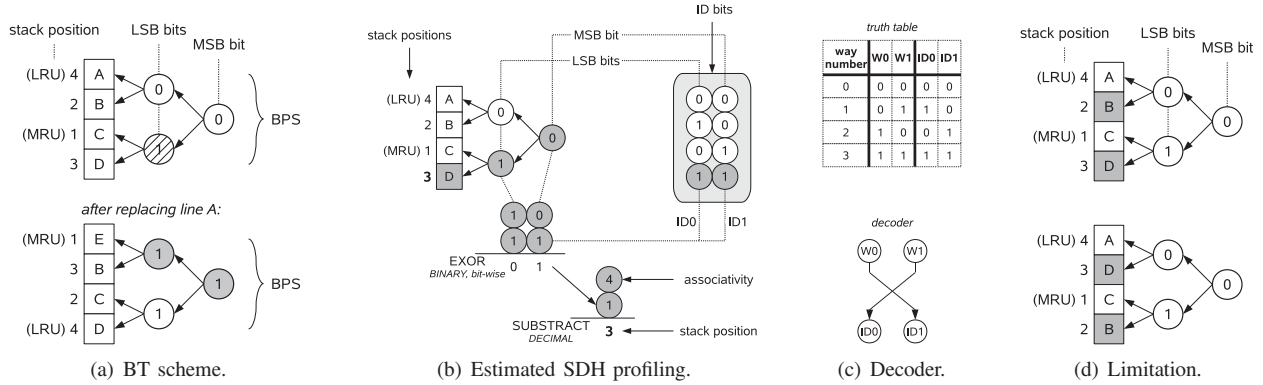 stack position
LSB bits
MSB bit
(LRU) 4 A
2 B
(MRU) 1 C
3 D
0
1
0
BPS
after replacing line A:
(MRU) 1 E
3 B
2 C
(LRU) 4 D
1
1
1
BPS
(a) BT scheme.
ID bits
stack positions
MSB bit
LSB bits
(LRU) 4 A
2 B
(MRU) 1 C
3 D
0
1
0
0 0
1 0
0 1
1 1
ID0 ID1
1 0
1 1
EXOR
BINARY, bit-wise
0 1
4
associativity
1
SUBSTRACT
DECIMAL
3
stack position
(b) Estimated SDH profiling.
truth table
way number W0 W1 ID0 ID1
0 0 0 0 0
1 0 1 1 0
2 1 0 0 1
3 1 1 1 1
decoder
W0 W1
ID0 ID1
(c) Decoder.
stack position
LSB bits
MSB bit
(LRU) 4 A
2 B
(MRU) 1 C
3 D
0
1
0
(LRU) 4 A
3 D
(MRU) 1 C
2 B
0
1
0
(d) Limitation.